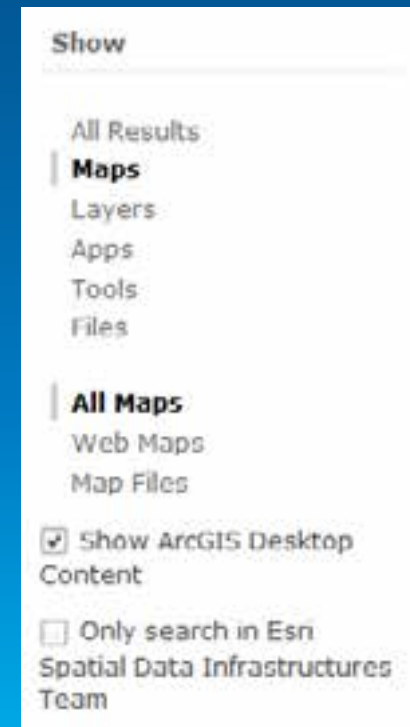 Show
All Results
Maps
Layers
Apps
Tools
Files
All Maps
Web Maps
Map Files
Show ArcGIS Desktop
Content
Only search in Esri
Spatial Data Infrastructures
Team